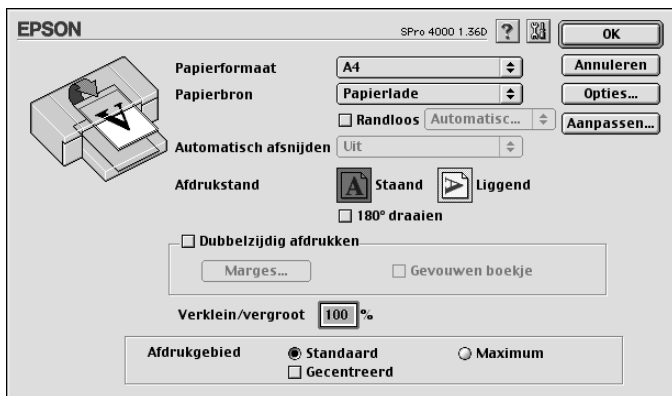 EPSON SPro 4000 1.36D ? OK
Papierformaat A4 Annuleren
Papierbron Papierlade Opties...
Randloos Automatisc... Aanpassen...
Automatisch afsnijden Uit
Afdrukstand A Staand A Liggend
180° draaien
Dubbelzijdig afdrukken
Marges... Gevouwen boekje
Verklein/vergroot 100 %
Afdrukgebied Standaard Maximum
Gecentreerd